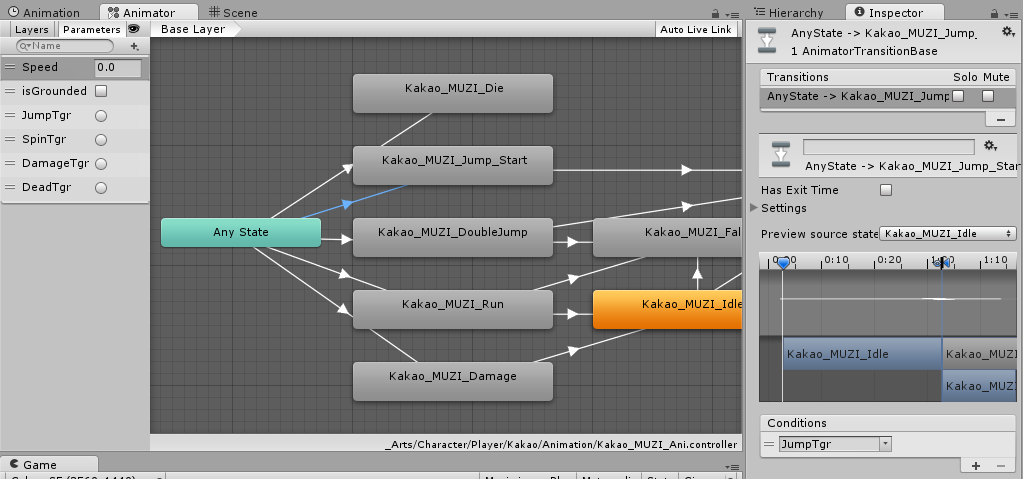 Animation
Animator
Scene
Layers
Parameters
Base Layer
Auto Live Link
Name
Speed
0.0
isGrounded
JumpTgr
SpinTgr
DamageTgr
DeadTgr
Kakao_MUZI_Die
Kakao_MUZI_Jump_Start
Any State
Kakao_MUZI_DoubleJump
Kakao_MUZI_Fal
Kakao_MUZI_Run
Kakao_MUZI_Idle
Kakao_MUZI_Damage
_Arts/Character/Player/Kakao/Animation/Kakao_MUZI_Ani.controller
Game
Hierarchy
Inspector
AnyState -> Kakao_MUZI_Jump_
1 AnimatorTransitionBase
Transitions
Solo
Mute
AnyState -> Kakao_MUZI_Jump
AnyState -> Kakao_MUZI_Jump_Star
Has Exit Time
Settings
Preview source state
Kakao_MUZI_Idle
0:00
0:10
0:20
1:00
1:10
Kakao_MUZI_Idle
Kakao_MUZI
Kakao_MUZI
Conditions
JumpTgr